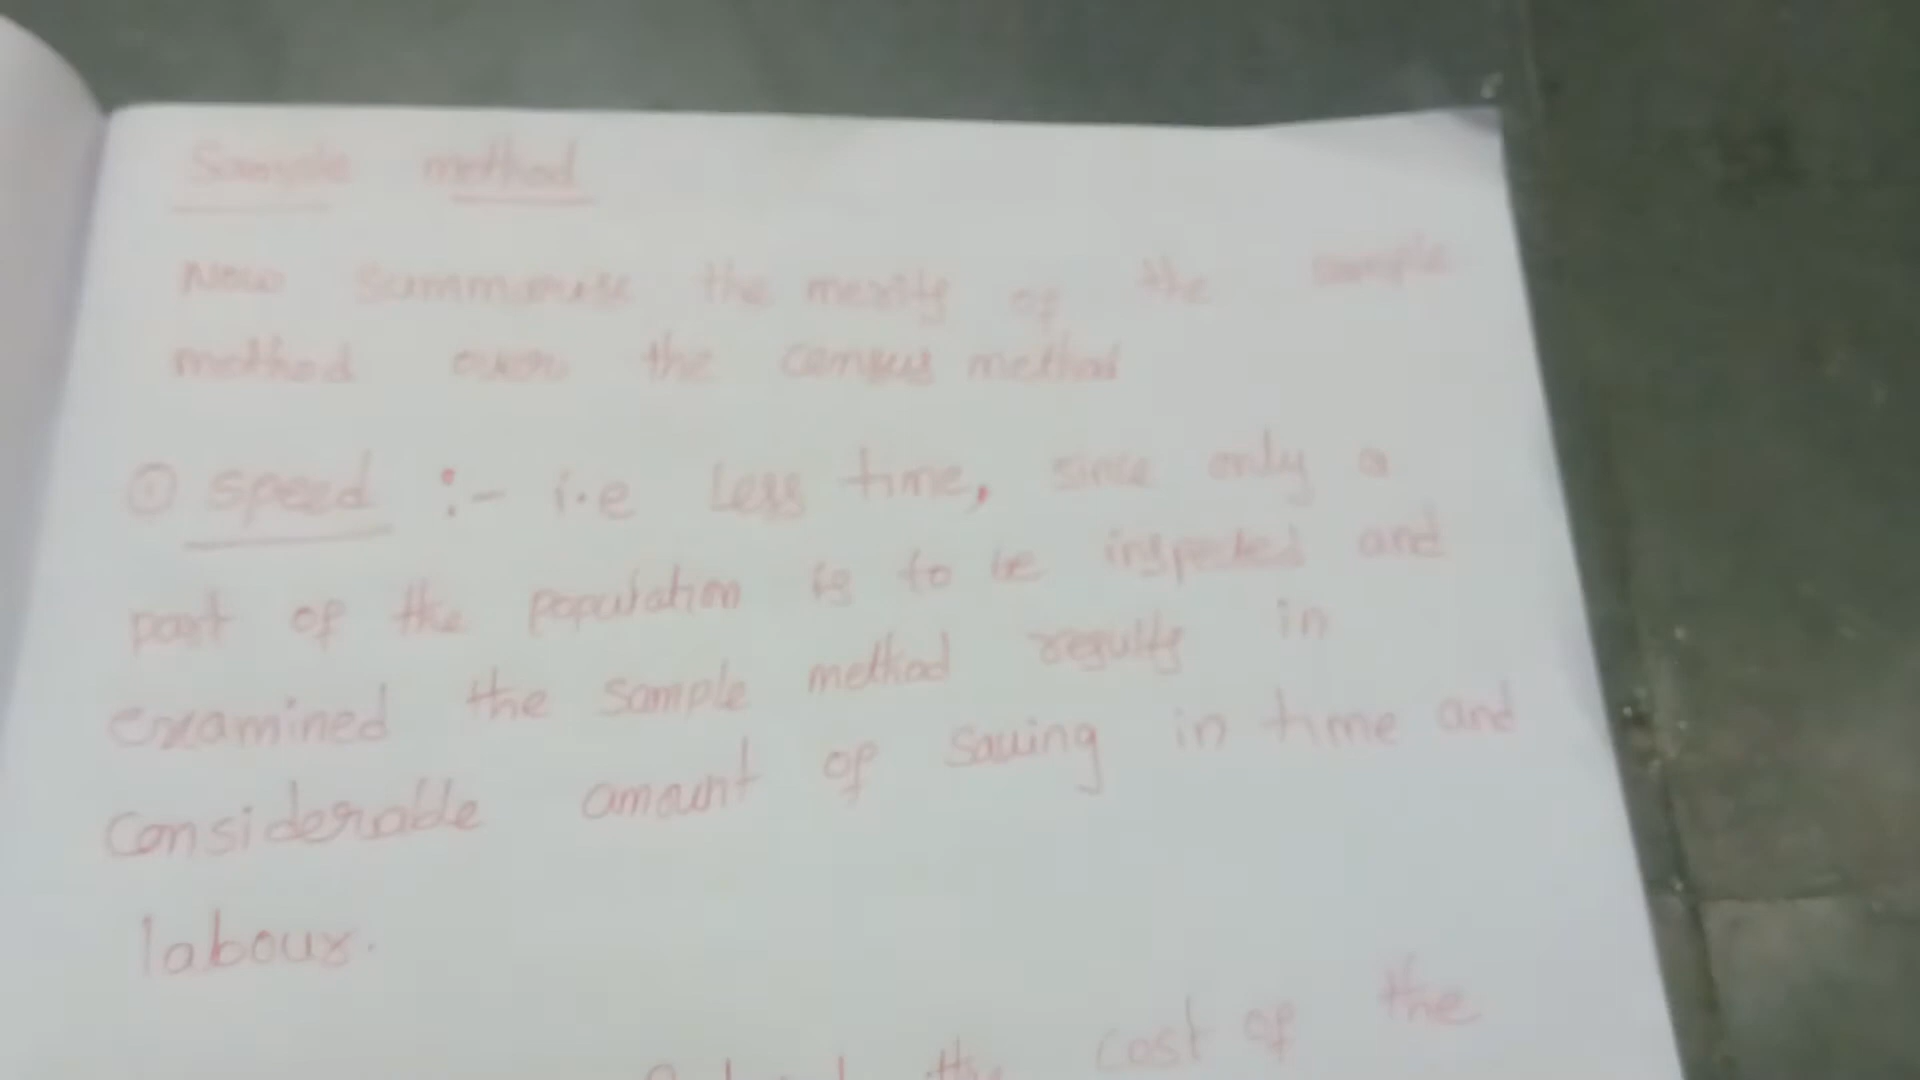 Sample method
Now summarise the merits of the sample
method over the census method
① speed :- i.e Less time, since only a
part of the population is to be inspected and
examined the sample method results in
considerable amount of saving in time and
labour.
the cost of the